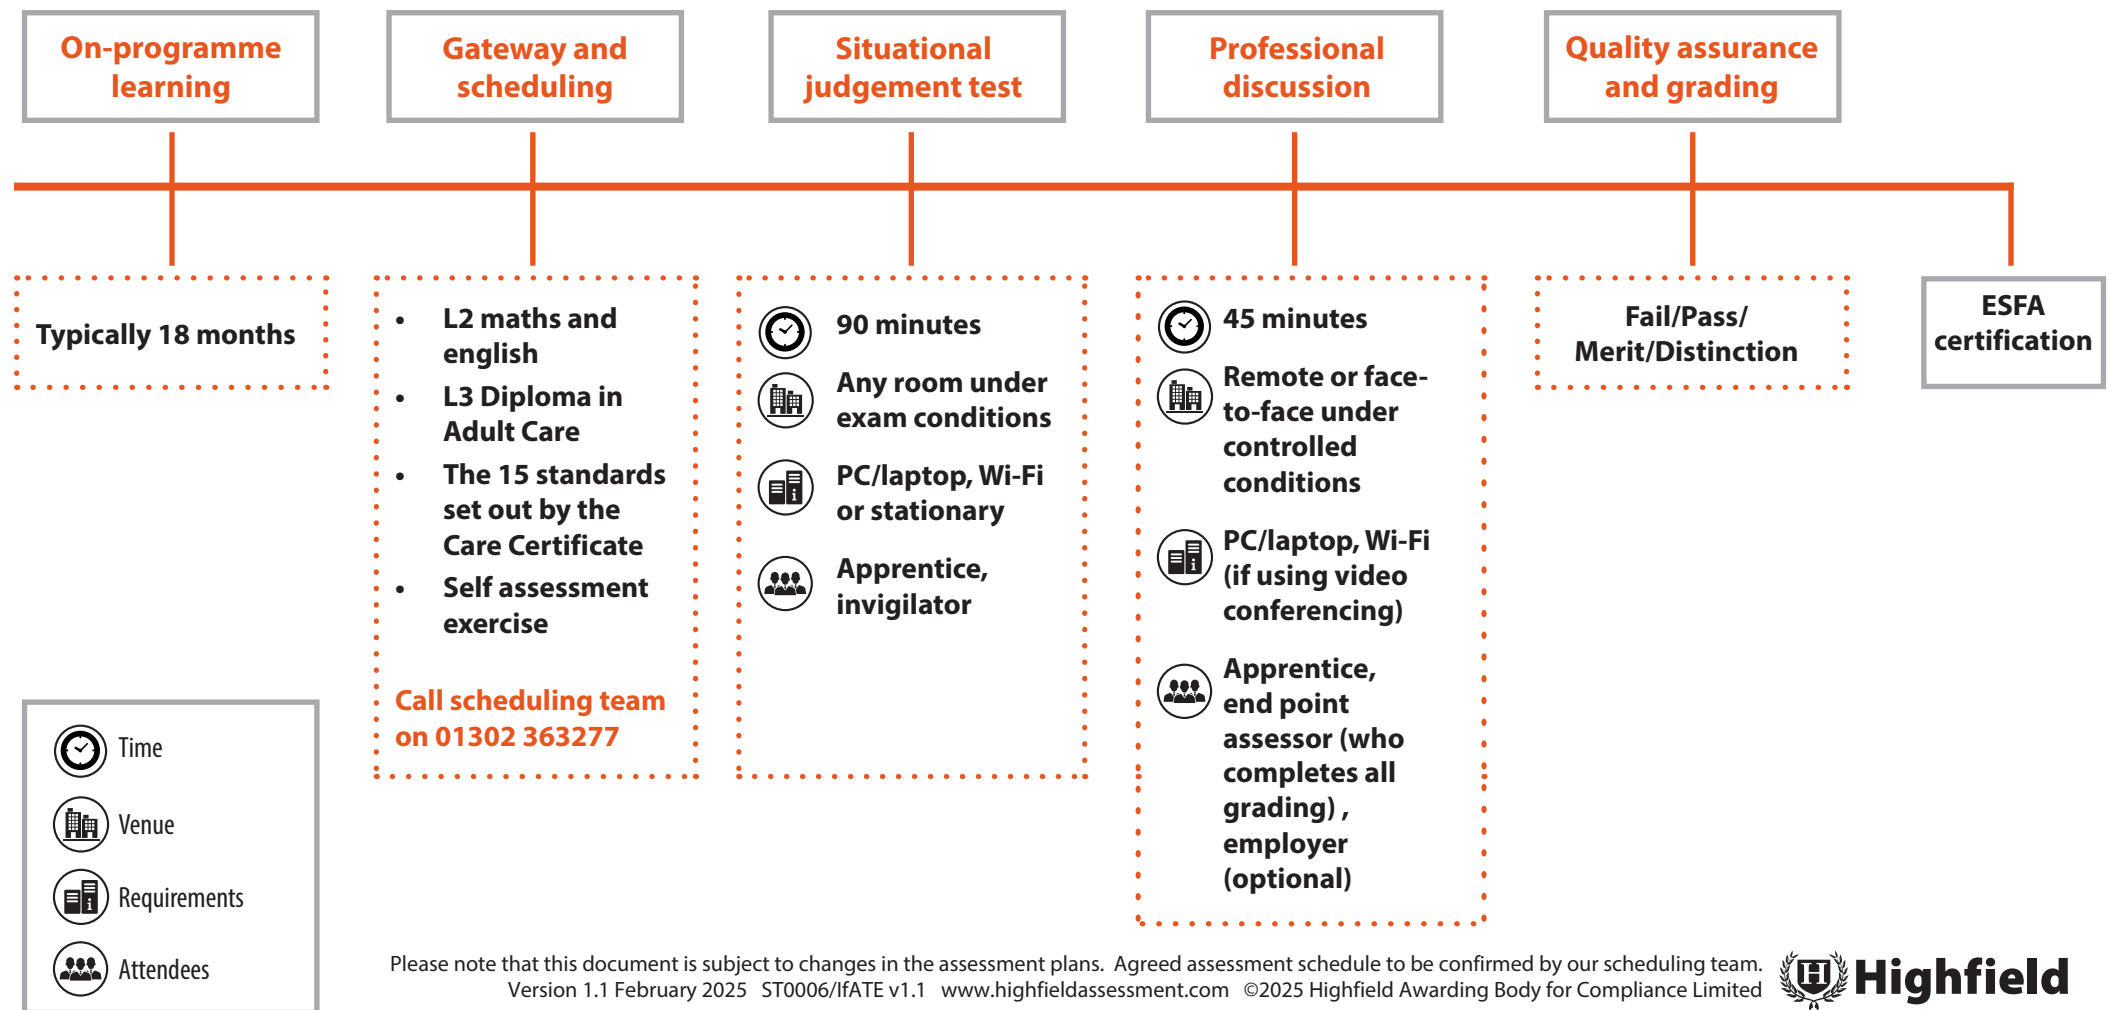 On-programme
learning
Gateway and
scheduling
Situational
judgement test
Professional
discussion
Quality assurance
and grading
Typically 18 months
• L2 maths and
english
• L3 Diploma in
Adult Care
• The 15 standards
set out by the
Care Certificate
• Self assessment
exercise
Call scheduling team
on 01302 363277
90 minutes
Any room under
exam conditions
PC/laptop, Wi-Fi
or stationary
Apprentice,
invigilator
45 minutes
Remote or face-
to-face under
controlled
conditions
PC/laptop, Wi-Fi
(if using video
conferencing)
Apprentice,
end point
assessor (who
completes all
grading) ,
employer
(optional)
Fail/Pass/
Merit/Distinction
ESFA
certification
Time
Venue
Requirements
Attendees
Please note that this document is subject to changes in the assessment plans. Agreed assessment schedule to be confirmed by our scheduling team.
Version 1.1 February 2025 ST0006/IfATE v1.1 www.highfieldassessment.com ©2025 Highfield Awarding Body for Compliance Limited
H Highfield